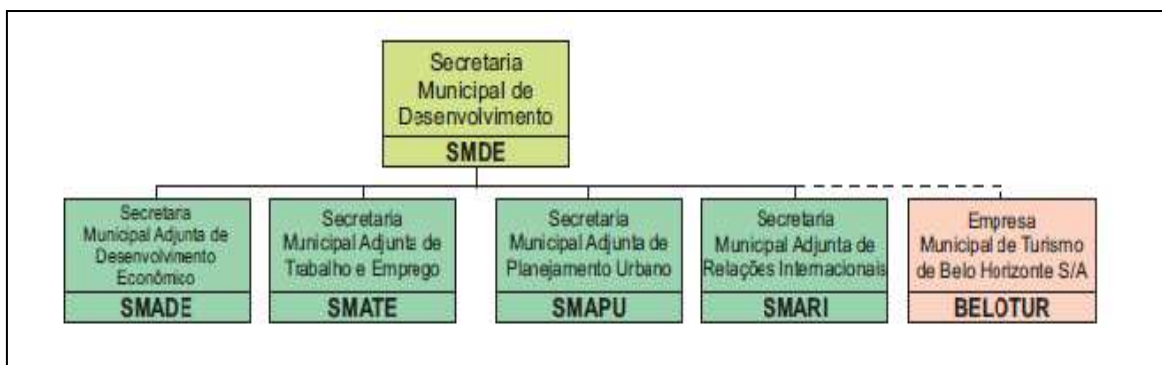 Secretaria
Municipal de
Desenvolvimento
SMDE
Secretaria
Municipal Adjunta de
Desenvolvimento
Econômico
SMADE
Secretaria
Municipal Adjunta de
Trabalho e Emprego
SMATE
Secretaria
Municipal Adjunta de
Planejamento Urbano
SMAPU
Secretaria
Municpal Adjunta de
Relações Internacionais
SMARI
Empresa
Municipal de Turismo
de Belo Horizonte S/A
BELOTUR